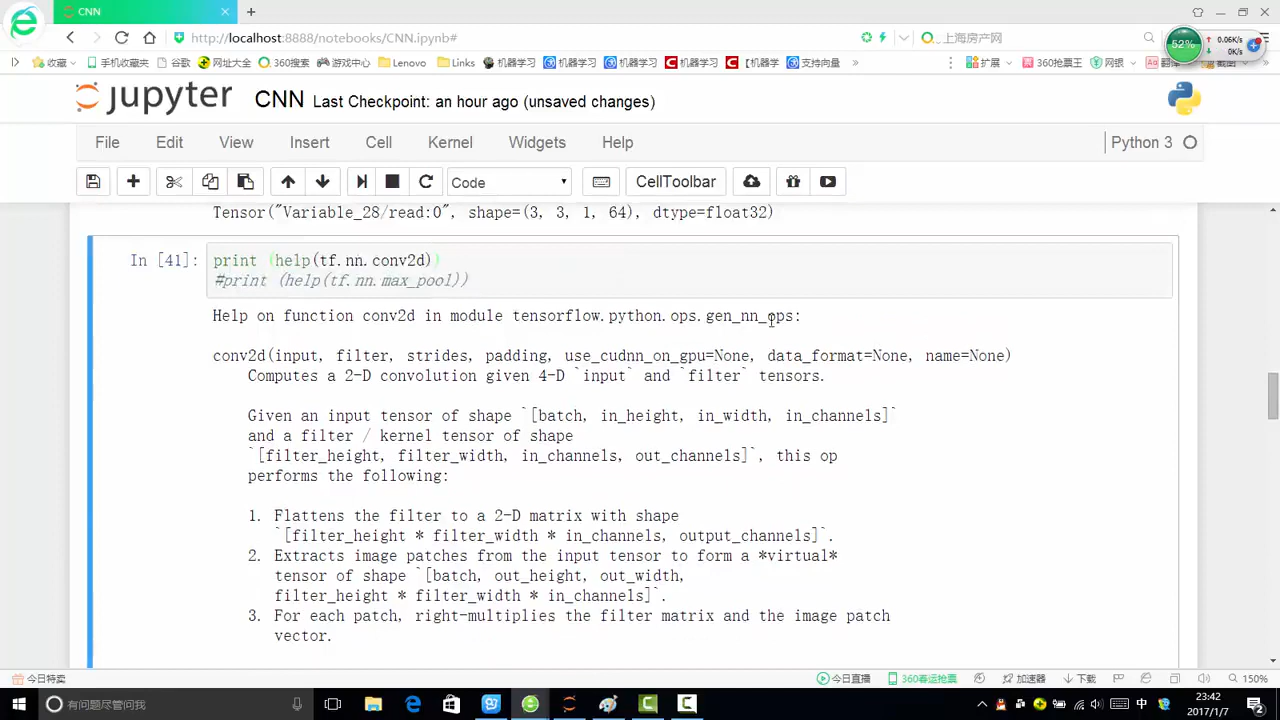 CNN
http://localhost:8888/notebooks/CNN.ipynb#
上海房产网
52%
0.06K/s
0K/s
收藏
手机收藏夹
谷歌
网址大全
360搜索
游戏中心
Lenovo
Links
机器学习
机器学习
机器学习
机器学习
【机器学
支持向量
扩展
360抢票王
网银
jupyter CNN Last Checkpoint: an hour ago (unsaved changes)
File Edit View Insert Cell Kernel Widgets Help Python 3
Code CellToolbar
Tensor("Variable_28/read:0", shape=(3, 3, 1, 64), dtype=float32)
In [41]: print (help(tf.nn.conv2d))
#print (help(tf.nn.max_pool))
Help on function conv2d in module tensorflow.python.ops.gen_nn_ops:
conv2d(input, filter, strides, padding, use_cudnn_on_gpu=None, data_format=None, name=None)
Computes a 2-D convolution given 4-D `input` and `filter` tensors.
Given an input tensor of shape `[batch, in_height, in_width, in_channels]`
and a filter / kernel tensor of shape
`[filter_height, filter_width, in_channels, out_channels]`, this op
performs the following:
1. Flattens the filter to a 2-D matrix with shape
`[filter_height * filter_width * in_channels, output_channels]`.
2. Extracts image patches from the input tensor to form a *virtual*
tensor of shape `[batch, out_height, out_width,
filter_height * filter_width * in_channels]`.
3. For each patch, right-multiplies the filter matrix and the image patch
vector.
今日特卖
今日直播
360春运抢票
加速器
下载
150%
有问题尽管问我
中
23:42
2017/1/7